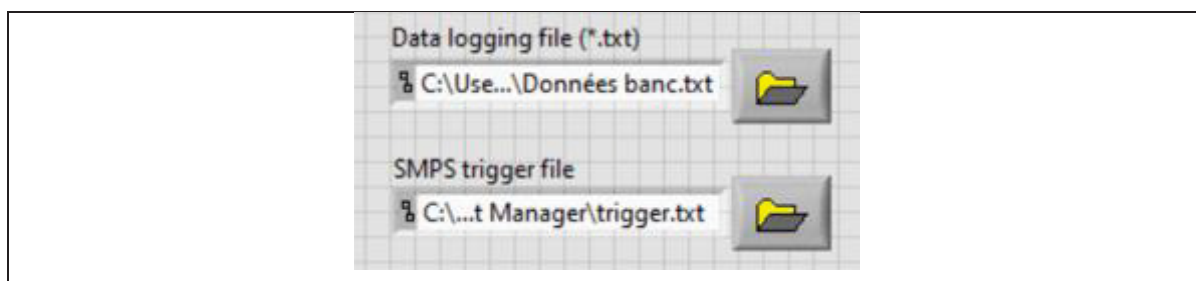 Data logging file (*.txt)
C:\Use...\Données banc.txt
SMPS trigger file
C:\...t Manager\trigger.txt